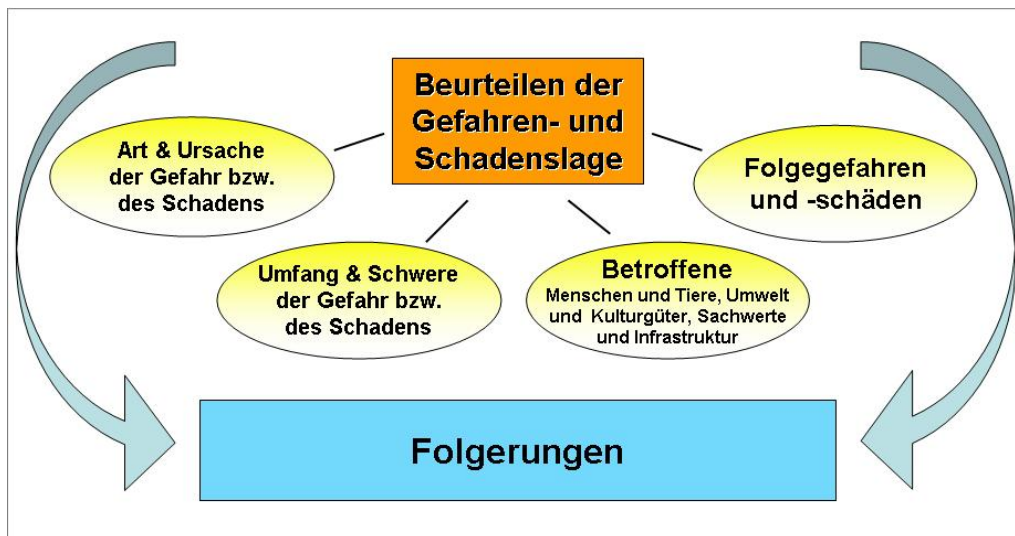 Beurteilen der
Gefahren- und
Schadenslage
Art & Ursache
der Gefahr bzw.
des Schadens
Umfang & Schwere
der Gefahr bzw.
des Schadens
Betroffene
Menschen und Tiere, Umwelt
und Kulturgüter, Sachwerte
und Infrastruktur
Folgegefahren
und -schäden
Folgerungen